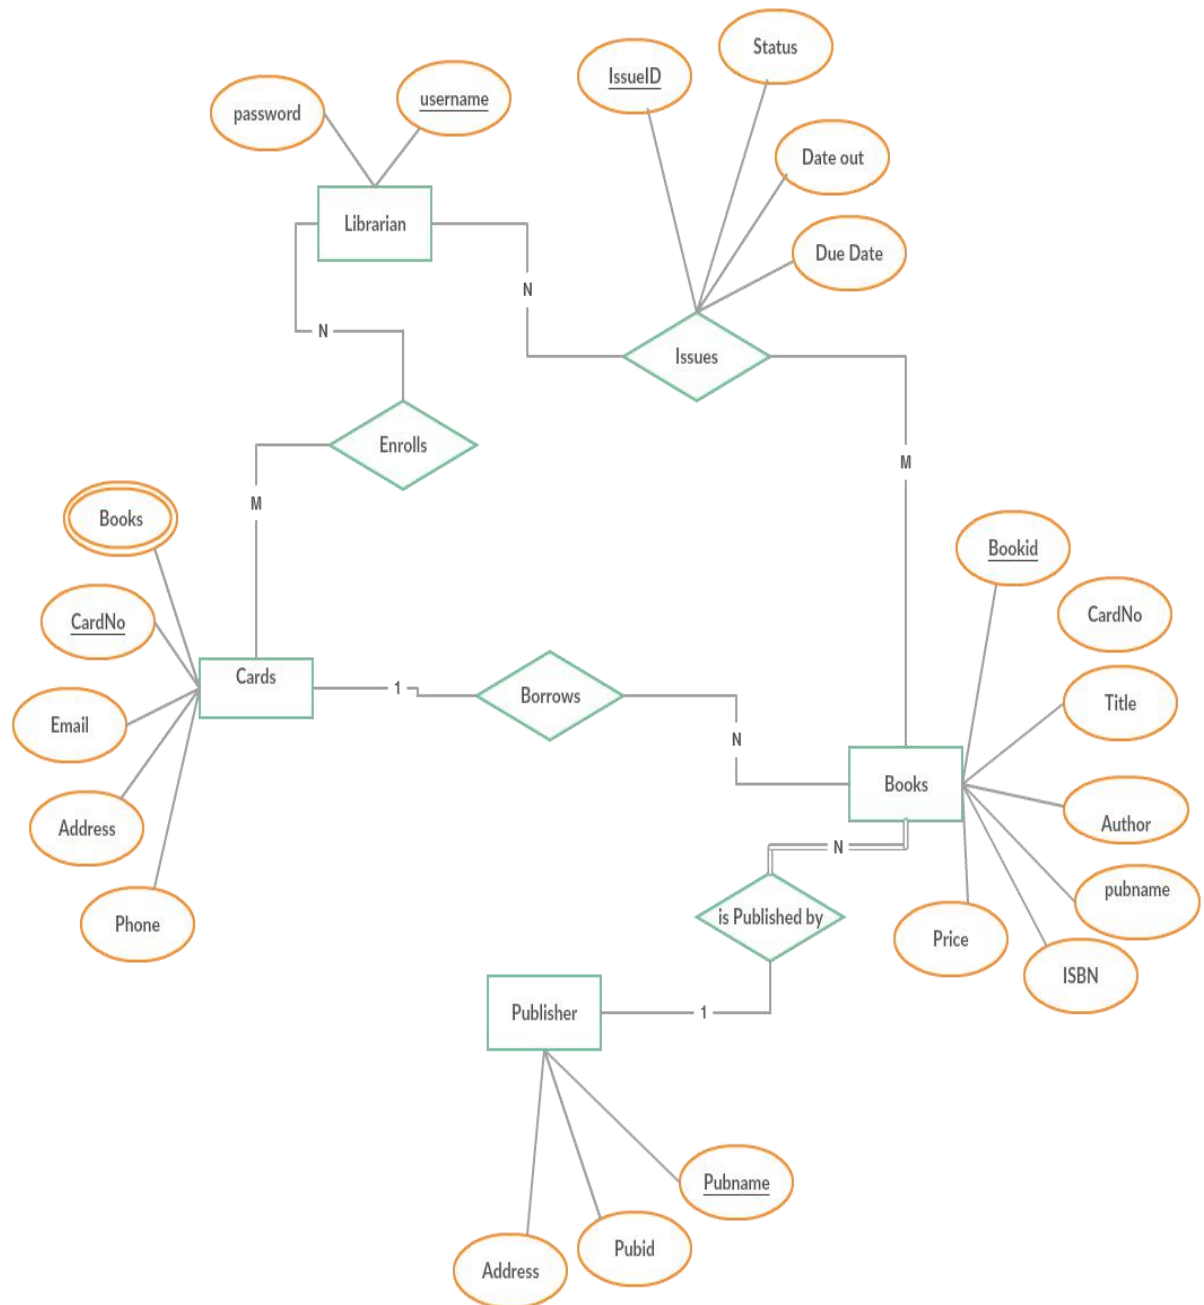 Status
IssueID
username
password
Date out
Librarian
Due Date
N
N
Issues
Enrolls
M
M
Books
Bookid
CardNo
CardNo
Cards
1
Borrows
Title
Email
N
Books
Address
Author
N
pubname
is Published by
Phone
Price
ISBN
Publisher
1
Pubname
Pubid
Address